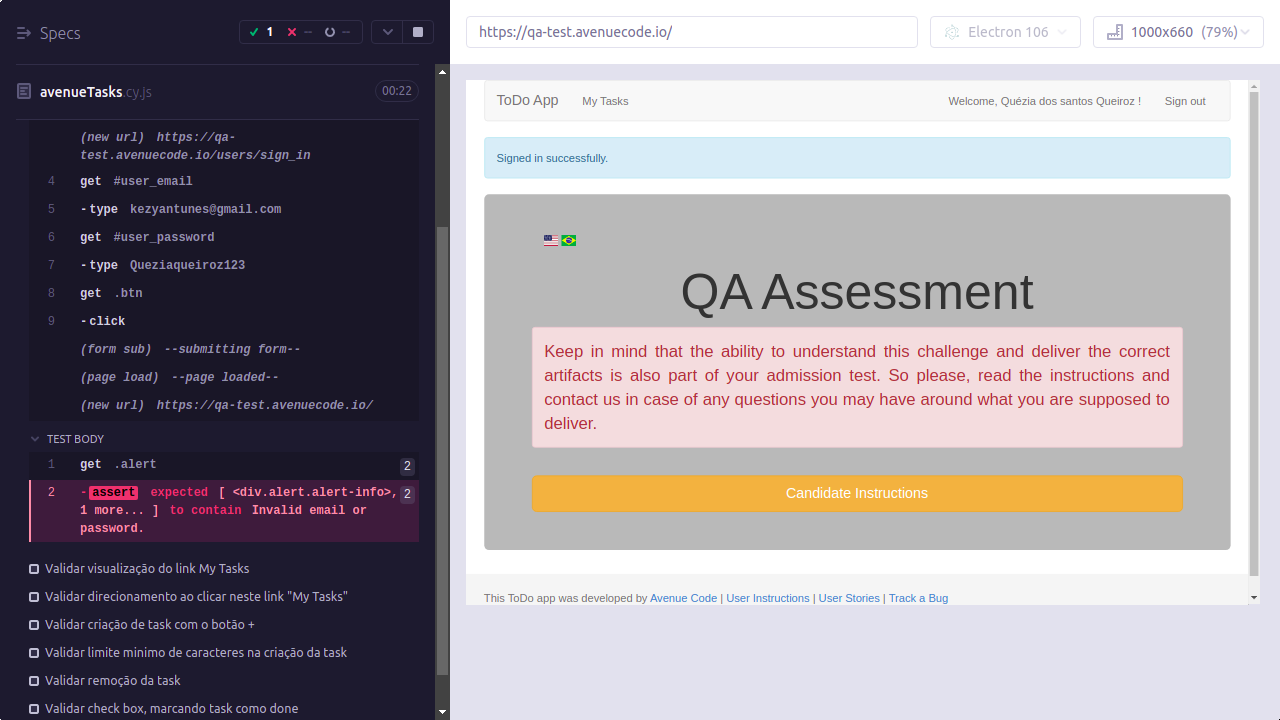 Specs
1 -- --
https://qa-test.avenuecode.io/
Electron 106
1000x660 (79%)
avenueTasks.cy.js
00:22
(new url) https://qa-
test.avenuecode.io/users/sign_in
4 get #user_email
5 -type kezyantunes@gmail.com
6 get #user_password
7 -type Queziaqueiroz123
8 get .btn
9 -click
(form sub) --submitting form--
(page load) --page loaded--
(new url) https://qa-test.avenuecode.io/
TEST BODY
1 get .alert 2
2 -assert expected [ <div.alert.alert-info>, 2
1 more... ] to contain Invalid email or
password.
Validar visualização do link My Tasks
Validar direcionamento ao clicar neste link "My Tasks"
Validar criação de task com o botão +
Validar limite minimo de caracteres na criação da task
Validar remoção da task
Validar check box, marcando task como done
ToDo App My Tasks Welcome, Quézia dos santos Queiroz ! Sign out
Signed in successfully.
QA Assessment
Keep in mind that the ability to understand this challenge and deliver the correct
artifacts is also part of your admission test. So please, read the instructions and
contact us in case of any questions you may have around what you are supposed to
deliver.
Candidate Instructions
This ToDo app was developed by Avenue Code | User Instructions | User Stories | Track a Bug